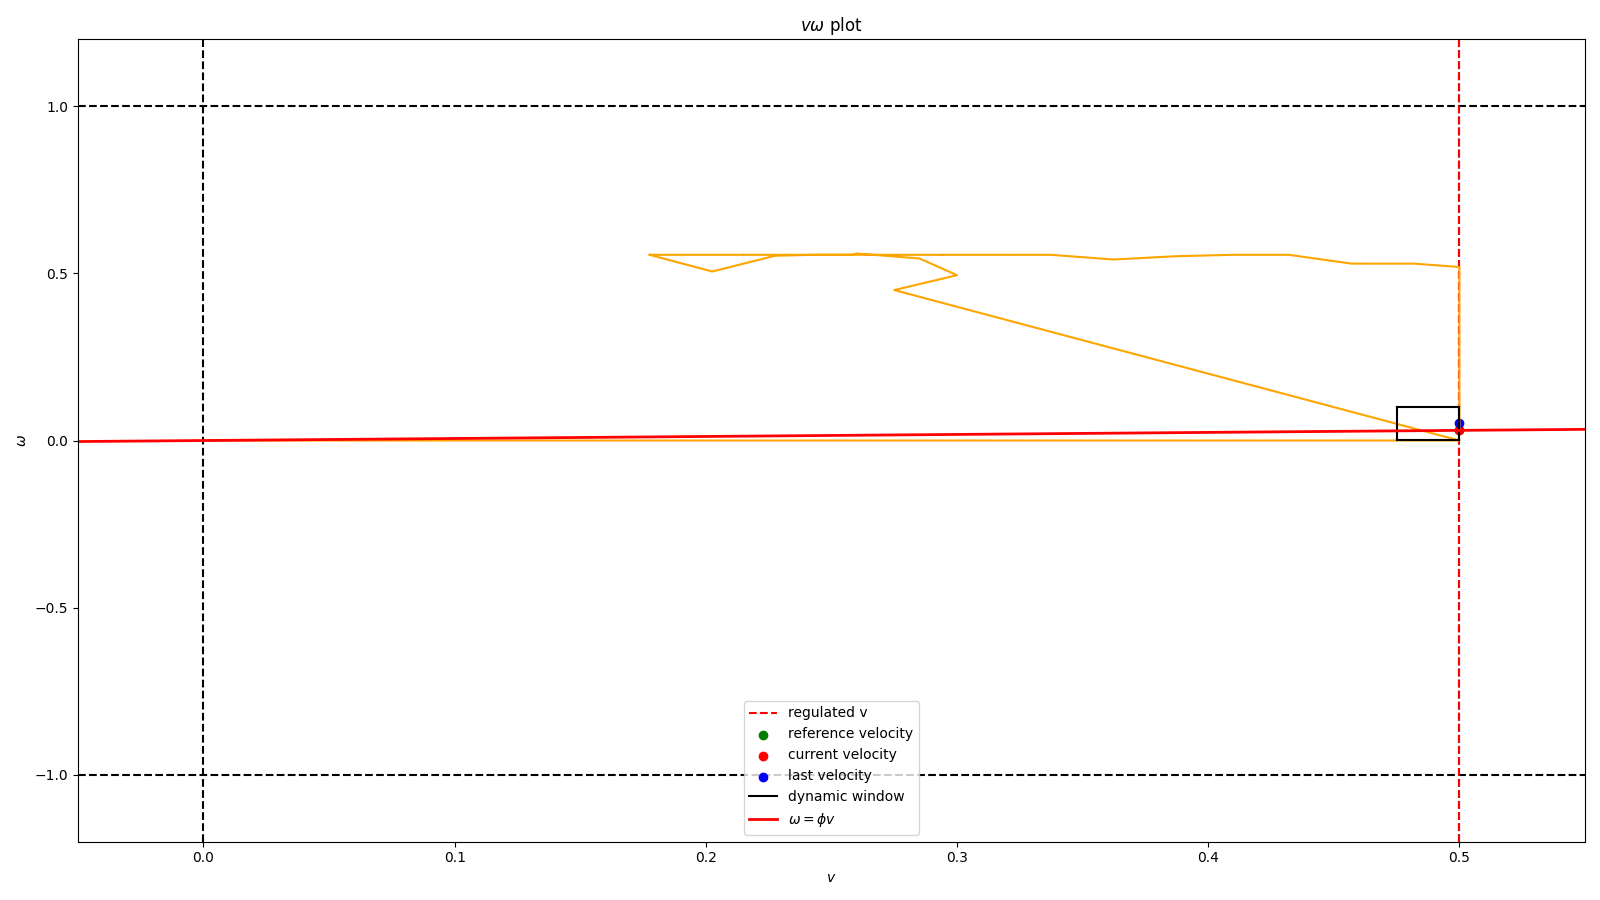 vω plot
1.0
0.5
0.0
−0.5
−1.0
ω
regulated v
reference velocity
current velocity
last velocity
dynamic window
ω = ϕv
0.0 0.1 0.2 0.3 0.4 0.5
v